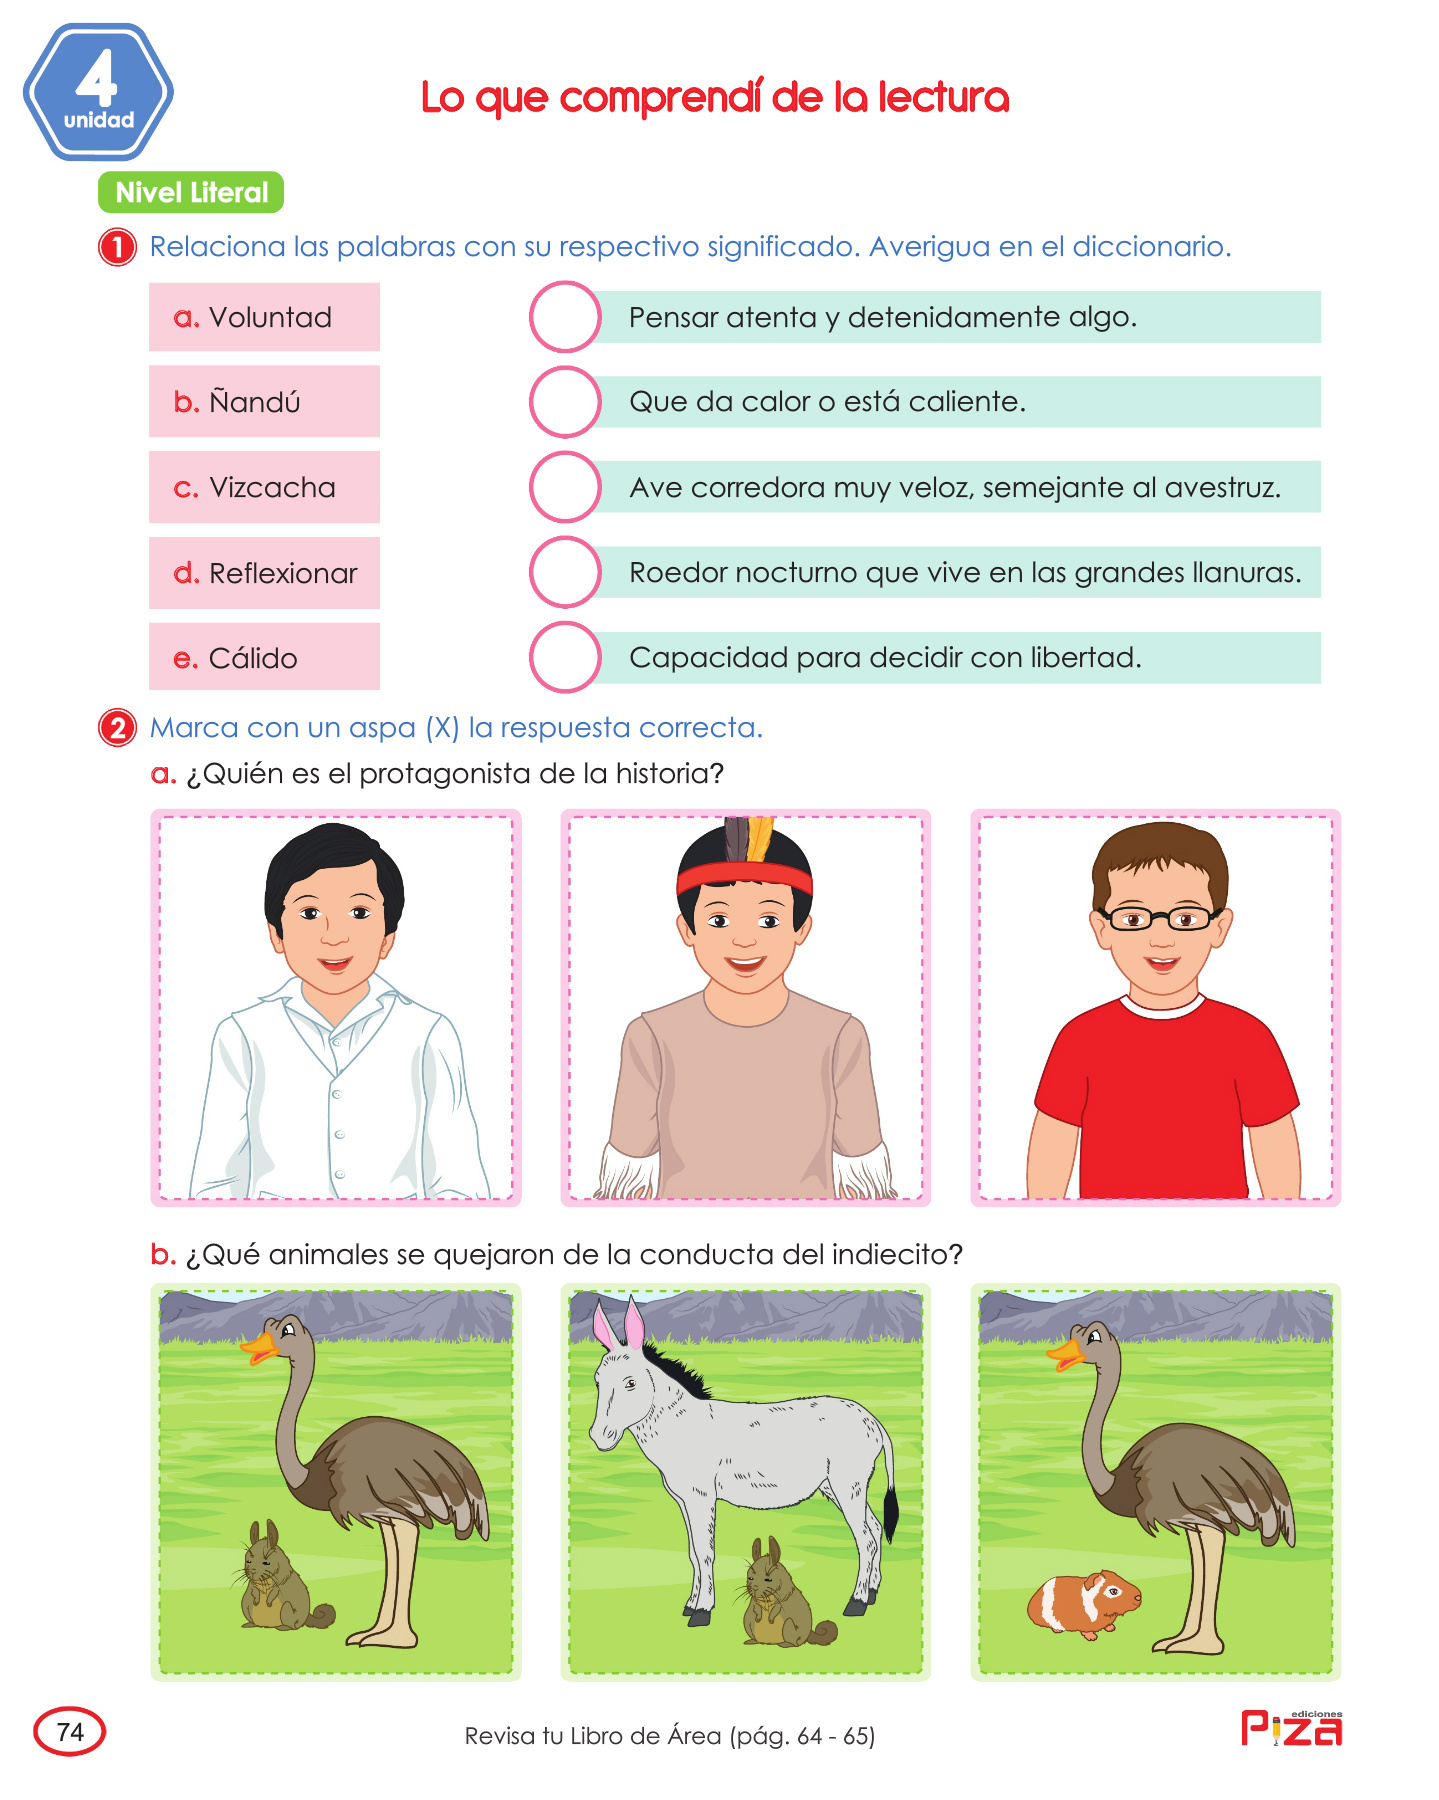 4
unidad
Lo que comprendí de la lectura
Nivel Literal
1 Relaciona las palabras con su respectivo significado. Averigua en el diccionario.
a. Voluntad
Pensar atenta y detenidamente algo.
b. Ñandú
Que da calor o está caliente.
c. Vizcacha
Ave corredora muy veloz, semejante al avestruz.
d. Reflexionar
Roedor nocturno que vive en las grandes llanuras.
e. Cálido
Capacidad para decidir con libertad.
2 Marca con un aspa (X) la respuesta correcta.
a. ¿Quién es el protagonista de la historia?
b. ¿Qué animales se quejaron de la conducta del indiecito?
74
Revisa tu Libro de Área (pág. 64 - 65)
ediciones
Piza